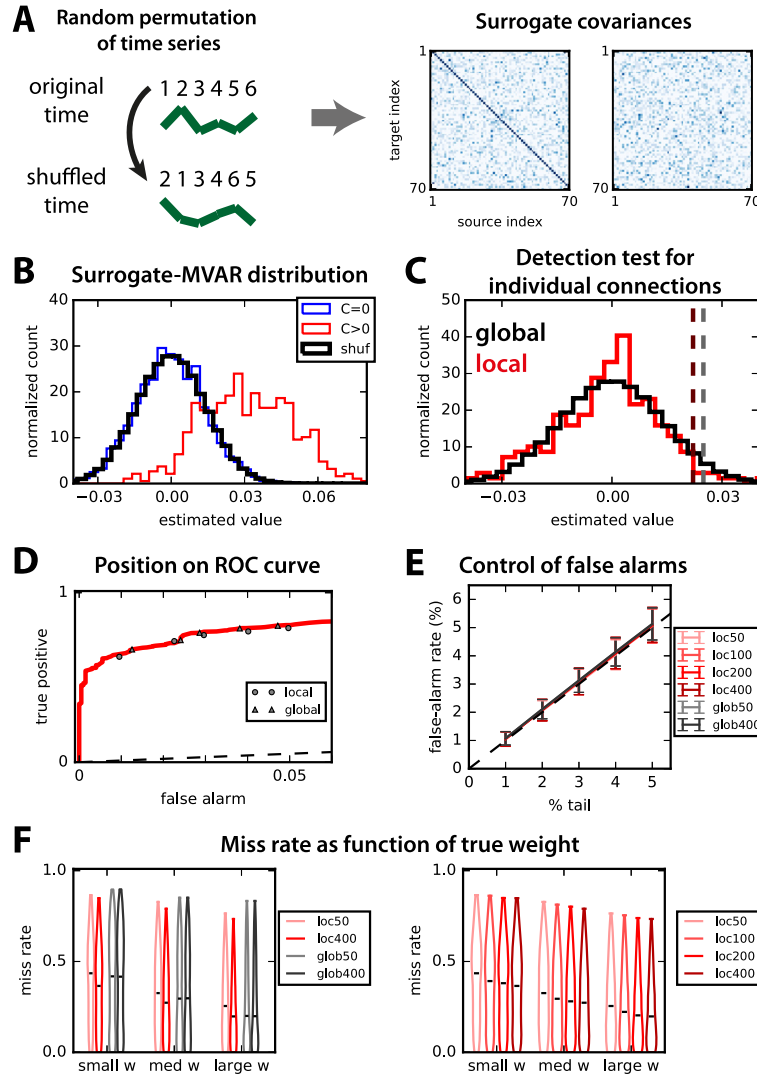 A
Random permutation
of time series
original
time
1 2 3 4 5 6
shuffled
time
2 1 3 4 6 5
Surrogate covariances
target index
1
70
1
70
source index
1
70
B
Surrogate-MVAR distribution
normalized count
40
30
20
10
0
−0.03
0.00
0.03
0.06
estimated value
C=0
C>0
shuf
C
Detection test for
individual connections
normalized count
50
40
30
20
10
0
−0.03
0.00
0.03
estimated value
global
local
D
Position on ROC curve
true positive
1
0
0
0.05
false alarm
local
global
E
Control of false alarms
false-alarm rate (%)
6
5
4
3
2
1
0
0
1
2
3
4
5
% tail
loc50
loc100
loc200
loc400
glob50
glob400
F
Miss rate as function of true weight
miss rate
1.0
0.5
0.0
small w
med w
large w
loc50
loc400
glob50
glob400
miss rate
1.0
0.5
0.0
small w
med w
large w
loc50
loc100
loc200
loc400